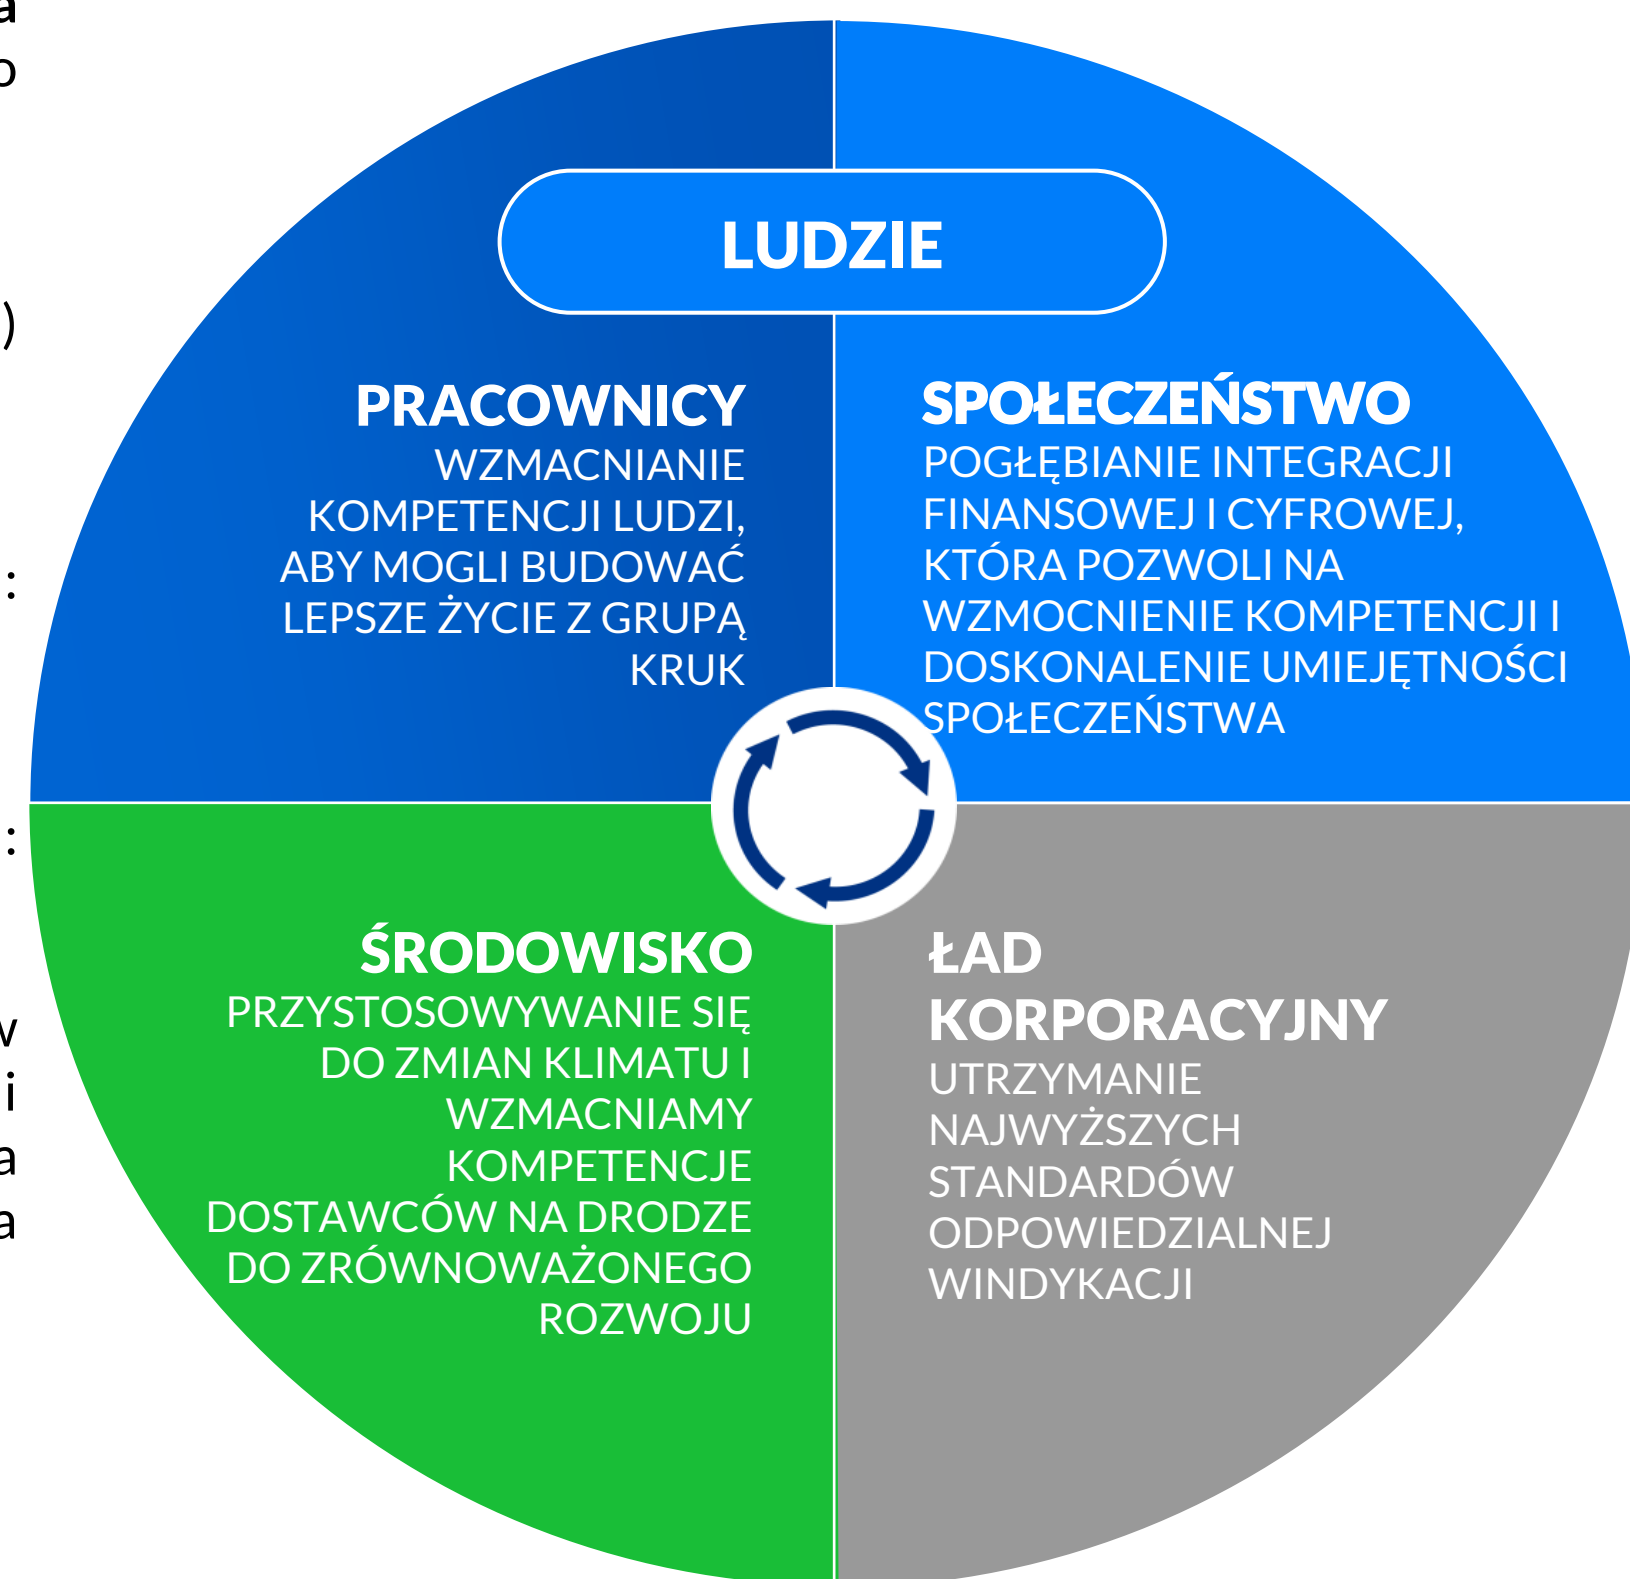 a
o
)
:
:
w
i
a
a
LUDZIE
PRACOWNICY
WZMACNIANIE
KOMPETENCJI LUDZI,
ABY MOGLI BUDOWAĆ
LEPSZE ŻYCIE Z GRUPĄ
KRUK
SPOŁECZEŃSTWO
POGŁĘBIANIE INTEGRACJI
FINANSOWEJ I CYFROWEJ,
KTÓRA POZWOLI NA
WZMOCNIENIE KOMPETENCJI I
DOSKONALENIE UMIEJĘTNOŚCI
SPOŁECZEŃSTWA
ŚRODOWISKO
PRZYSTOSOWYWANIE SIĘ
DO ZMIAN KLIMATU I
WZMACNIAMY
KOMPETENCJE
DOSTAWCÓW NA DRODZE
DO ZRÓWNOWAŻONEGO
ROZWOJU
ŁAD
KORPORACYJNY
UTRZYMANIE
NAJWYŻSZYCH
STANDARDÓW
ODPOWIEDZIALNEJ
WINDYKACJI